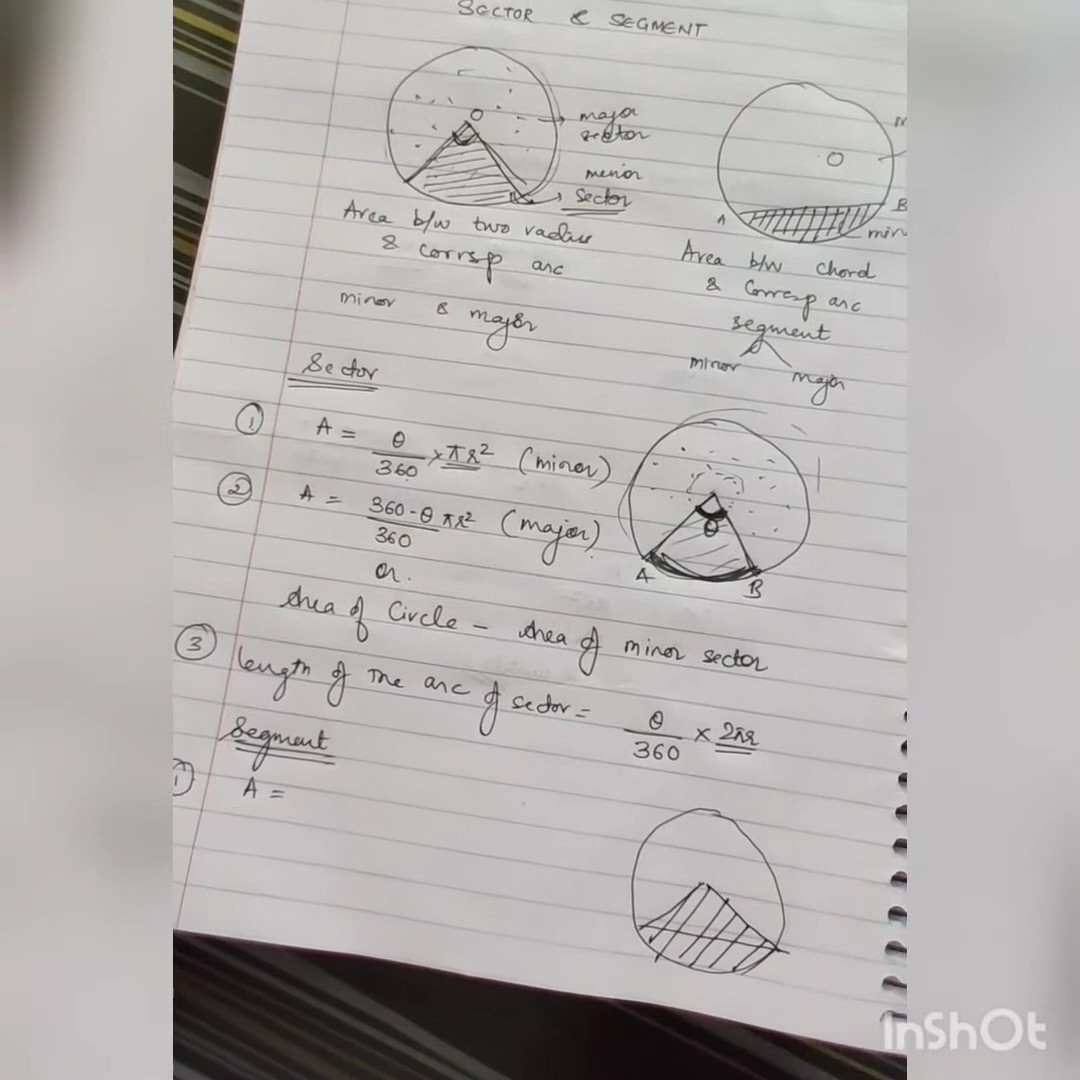 SECTOR & SEGMENT
O
major
sector
minor
sector
Area b/w two radius
& corrsp arc
minor & major
O
A
B
Area b/w chord
& corresp arc
segment
minor major
Sector
① A = θ/360 × πr² (minor)
② A = 360-θ/360 πr² (major)
or.
Area of Circle - Area of minor sector
θ
A
B
③ length of the arc of sector = θ/360 × 2πr
Segment
① A =
InShOt